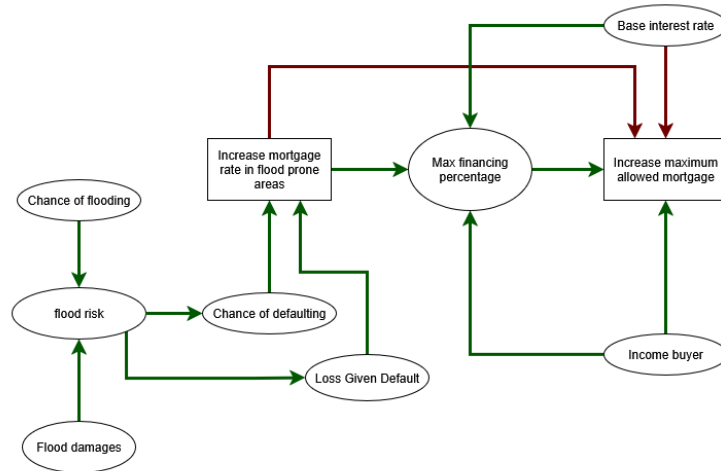 Base interest rate
Increase mortgage
rate in flood prone
areas
Max financing
percentage
Increase maximum
allowed mortgage
Chance of flooding
flood risk
Chance of defaulting
Income buyer
Loss Given Default
Flood damages